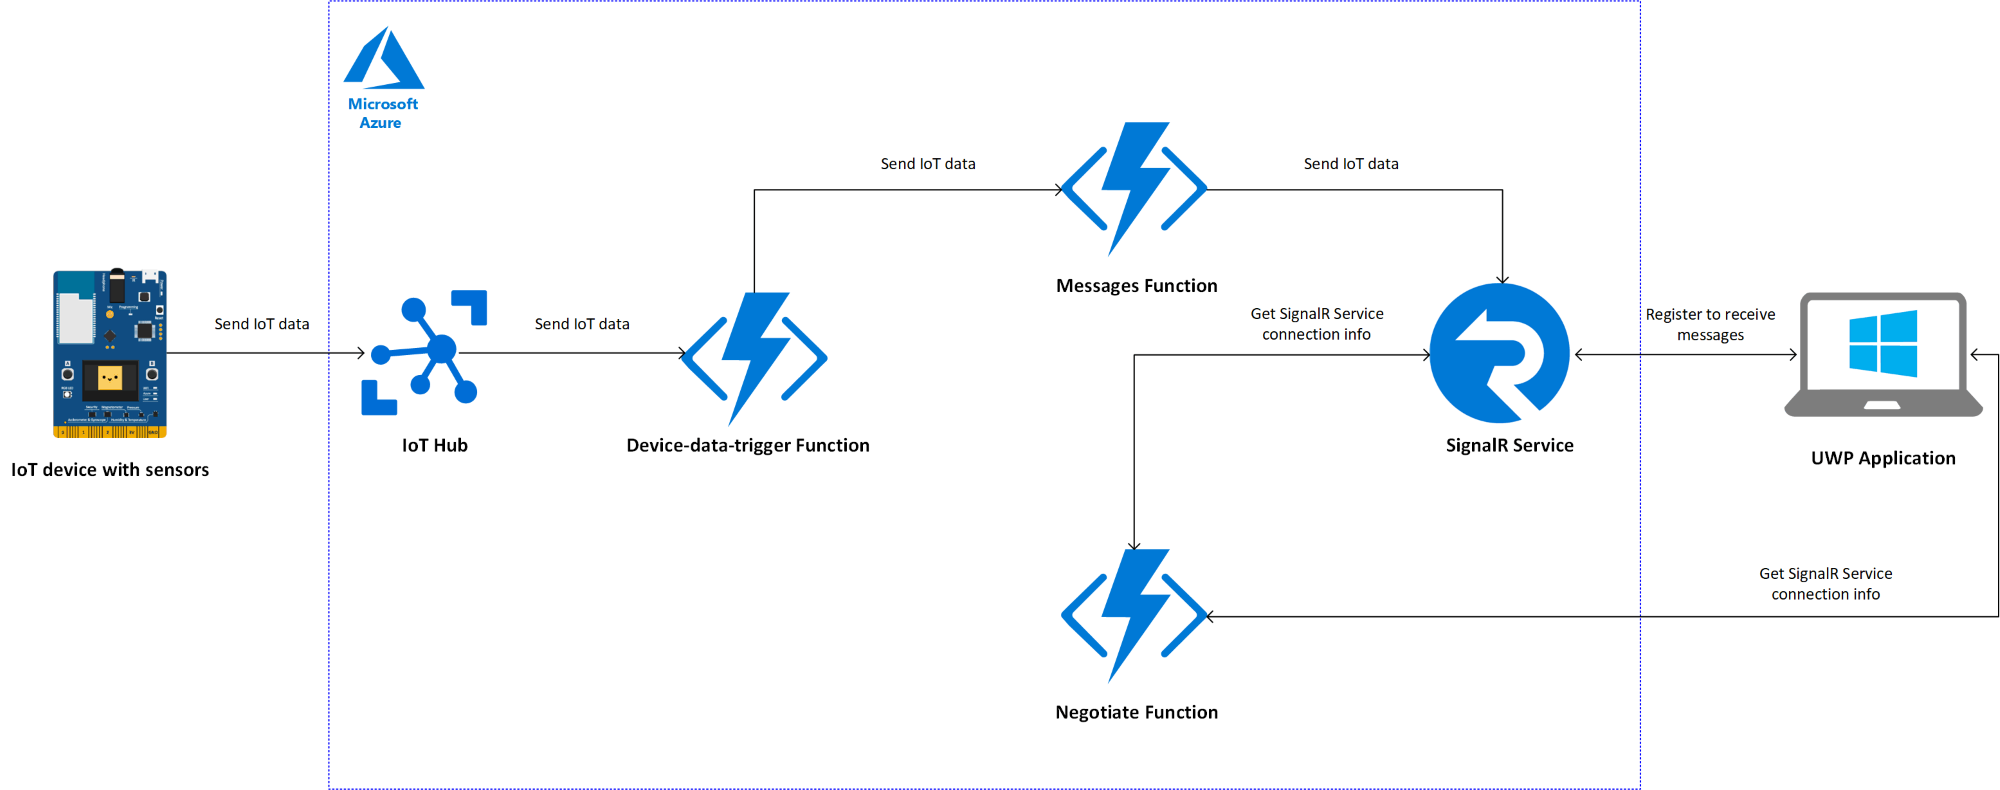 Microsoft
Azure
Send IoT data
Send IoT data
Messages Function
Send IoT data
Send IoT data
Get SignalR Service
connection info
Register to receive
messages
IoT Hub
Device-data-trigger Function
SignalR Service
UWP Application
IoT device with sensors
Get SignalR Service
connection info
Negotiate Function